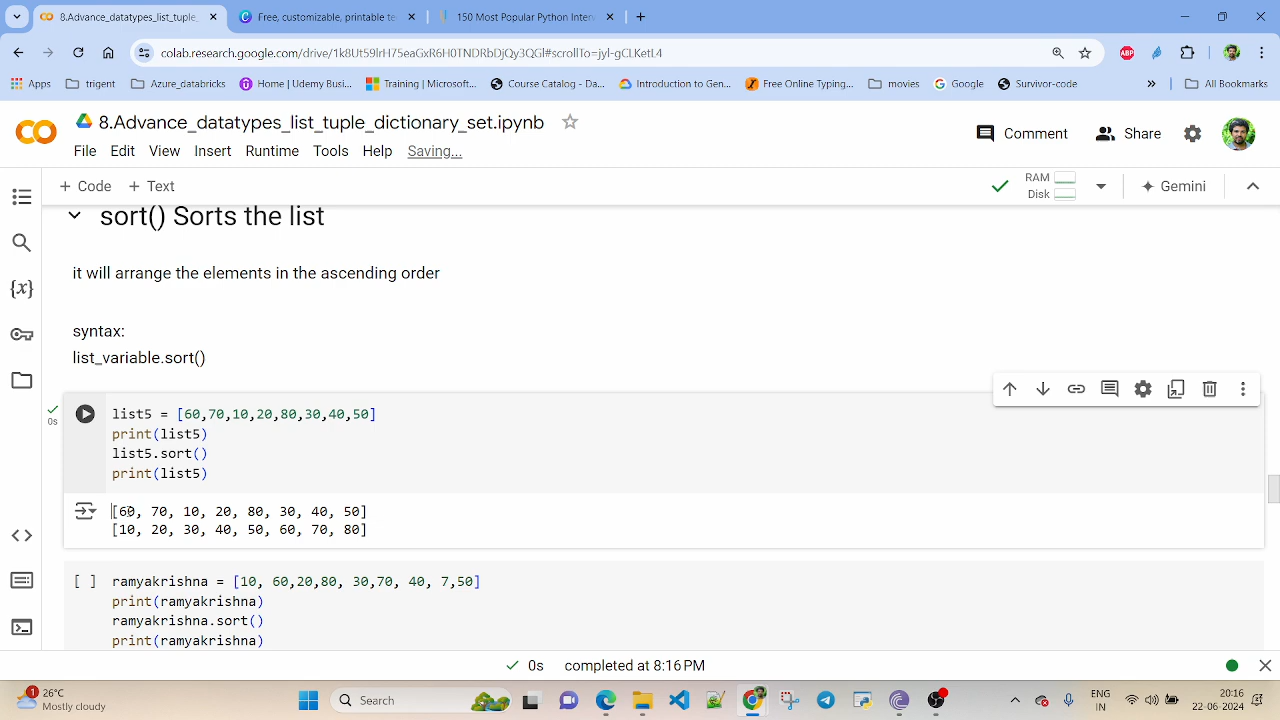 8.Advance_datatypes_list_tuple_
Free, customizable, printable te
150 Most Popular Python Interv
colab.research.google.com/drive/1k8Ut59lrH75eaGxR6H0TNDRbDjQy3QGl#scrollTo=jyl-gCLKetL4
ABP
Apps
trigent
Azure.databricks
Home | Udemy Busi...
Training | Microsoft...
Course Catalog - Da...
Introduction to Gen...
Free Online Typing...
movies
Google
Survivor-code
»
All Bookmarks
8.Advance_datatypes_list_tuple_dictionary_set.ipynb
File Edit View Insert Runtime Tools Help Saving...
Comment
Share
+ Code + Text
RAM
Disk
Gemini
sort() Sorts the list
it will arrange the elements in the ascending order
syntax:
list_variable.sort()
0s
list5 = [60,70,10,20,80,30,40,50]
print(list5)
list5.sort()
print(list5)
[60, 70, 10, 20, 80, 30, 40, 50]
[10, 20, 30, 40, 50, 60, 70, 80]
[ ] ramyakrishna = [10, 60,20,80, 30,70, 40, 7,50]
print(ramyakrishna)
ramyakrishna.sort()
print(ramyakrishna)
0s completed at 8:16 PM
1
26°C
Mostly cloudy
Search
ENG
IN
20:16
22-06-2024